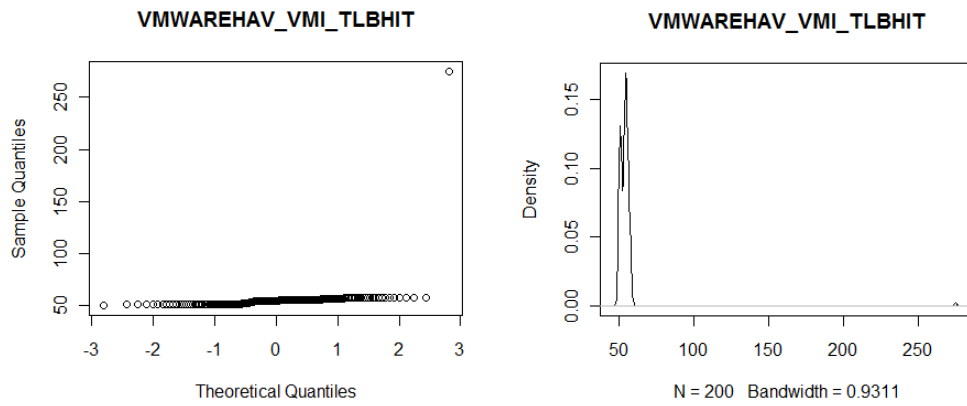 VMWAREHAV_VMI_TLBHIT
Sample Quantiles
250
200
150
100
50
-3 -2 -1 0 1 2 3
Theoretical Quantiles
VMWAREHAV_VMI_TLBHIT
Density
0.15
0.10
0.05
0.00
50 100 150 200 250
N = 200 Bandwidth = 0.9311